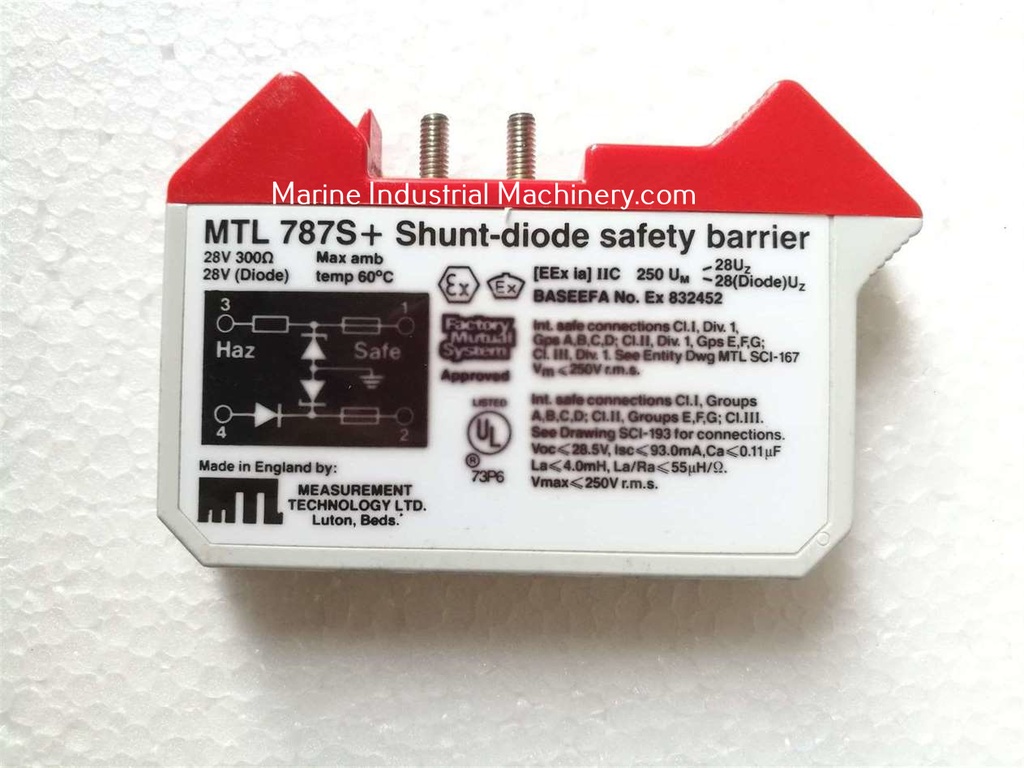 Marine Industrial Machinery.com
MTL 787S+ Shunt-diode safety barrier
28V 300Ω
28V (Diode)
Max amb
temp 60°C
3
1
Haz
Safe
4
2
Ex
Ex
[EEx ia] IIC 250 UM
28UZ
28(Diode)UZ
BASEEFA No. Ex 832452
Factory
Mutual
System
Approved
Int. safe connections Cl.I, Div. 1,
Gps A,B,C,D; Cl.II, Div. 1, Gps E,F,G;
Cl. III, Div. 1. See Entity Dwg MTL SCI-167
Vm⩽250V r.m.s.
LISTED
UL
®
73P6
Int. safe connections Cl.I, Groups
A,B,C,D; Cl.II, Groups E,F,G; Cl.III.
See Drawing SCI-193 for connections.
Voc⩽28.5V, Isc⩽93.0mA, Ca⩽0.11µF
La⩽4.0mH, La/Ra⩽55µH/Ω.
Vmax⩽250V r.m.s.
Made in England by:
MTL
MEASUREMENT
TECHNOLOGY LTD.
Luton, Beds.